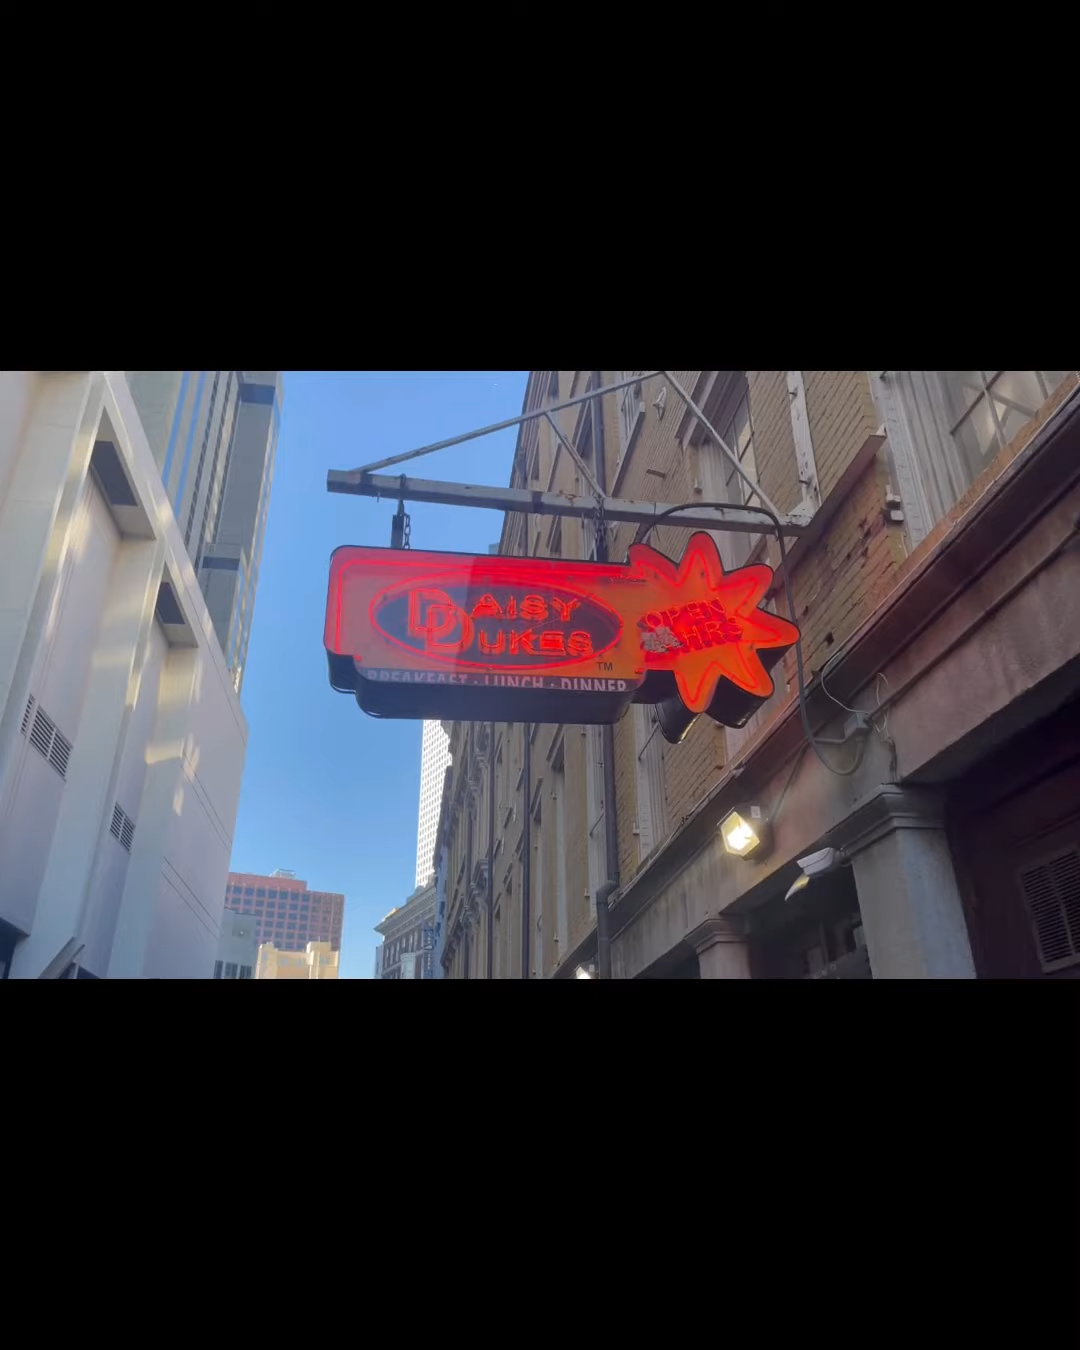 DAISY
DUKES
TM
BREAKFAST · LUNCH · DINNER
OPEN
HRS